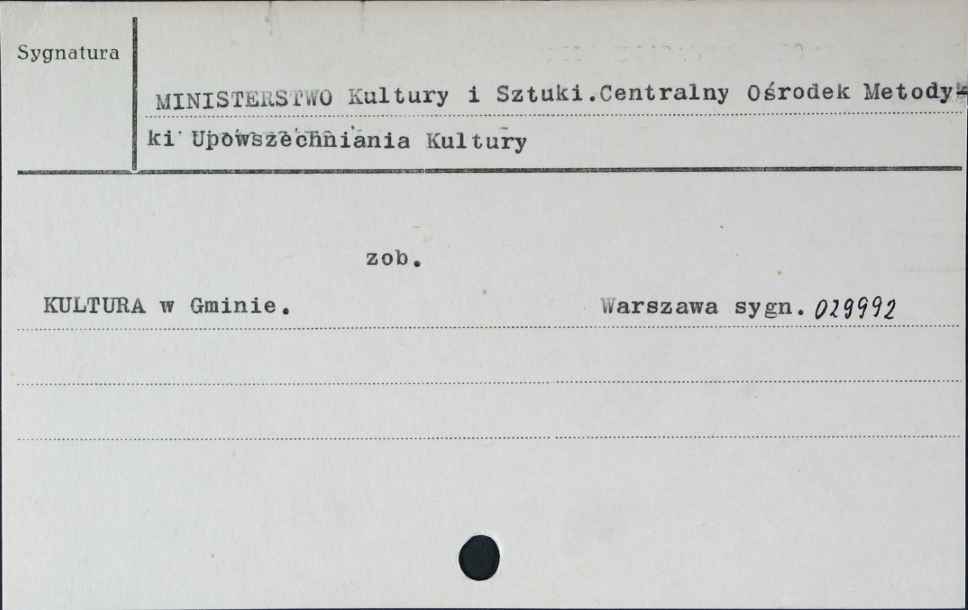 Sygnatura
MINISTERSTWO Kultury i Sztuki.Centralny Ośrodek Metody-
ki Upowszechniania Kultury
zob.
KULTURA w Gminie. Warszawa sygn. 029992